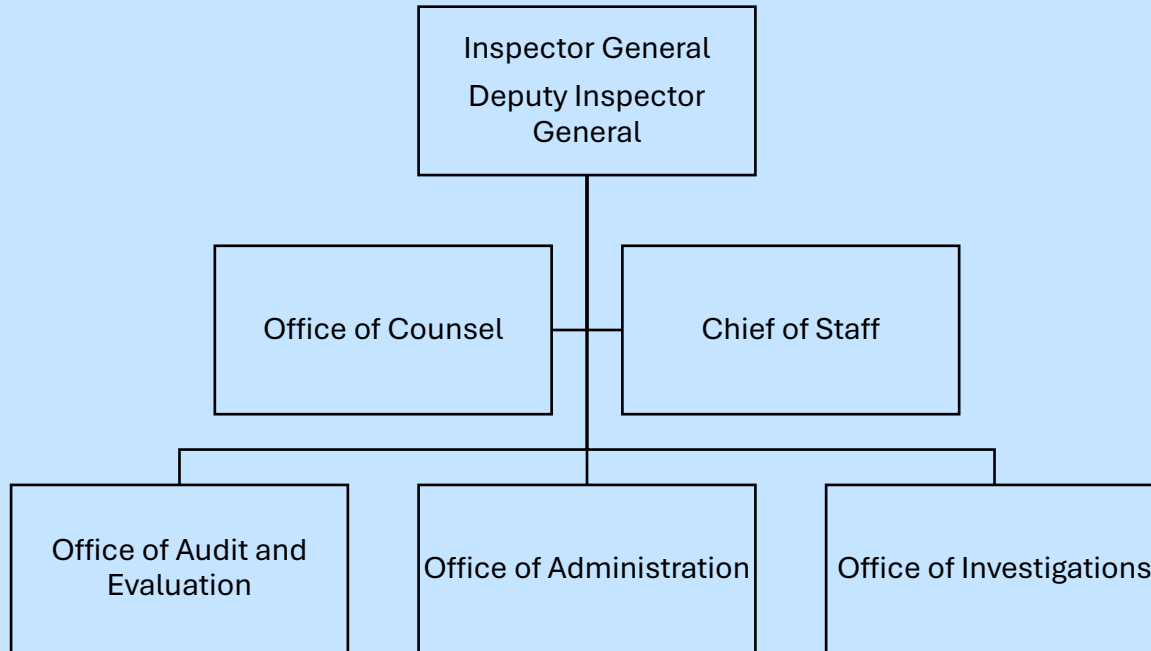 Inspector General
Deputy Inspector
General
Office of Counsel
Chief of Staff
Office of Audit and
Evaluation
Office of Administration
Office of Investigations